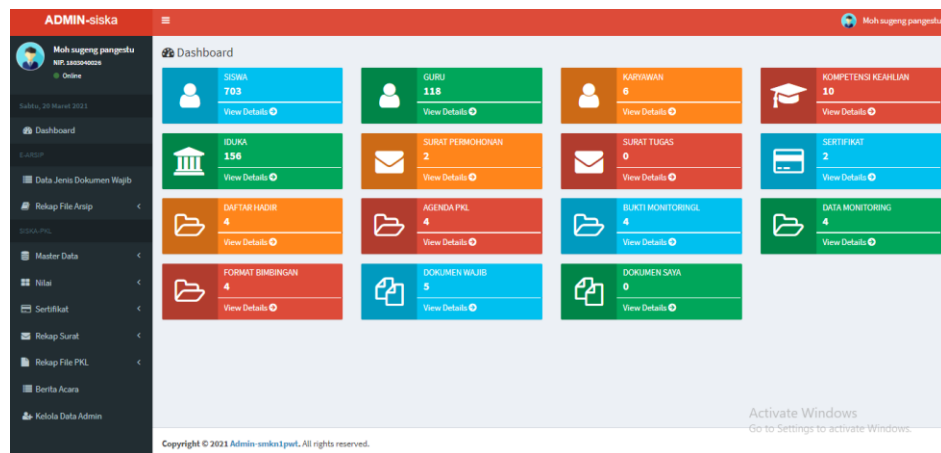 ADMIN-siska
Moh sugeng pangestu
Moh sugeng pangestu
NIP. 1803040026
Online
Sabtu, 20 Maret 2021
Dashboard
E-ARSIP
Data Jenis Dokumen Wajib
Rekap File Arsip
SISKA-PKL
Master Data
Nilai
Sertifikat
Rekap Surat
Rekap File PKL
Berita Acara
Kelola Data Admin
Dashboard
SISWA
703
View Details
GURU
118
View Details
KARYAWAN
6
View Details
KOMPETENSI KEAHLIAN
10
View Details
IDUKA
156
View Details
SURAT PERMOHONAN
2
View Details
SURAT TUGAS
0
View Details
SERTIFIKAT
2
View Details
DAFTAR HADIR
4
View Details
AGENDA PKL
4
View Details
BUKTI MONITORINGL
4
View Details
DATA MONITORING
4
View Details
FORMAT BIMBINGAN
4
View Details
DOKUMEN WAJIB
5
View Details
DOKUMEN SAYA
0
View Details
Activate Windows
Go to Settings to activate Windows.
Copyright © 2021 Admin-smkn1pwt. All rights reserved.